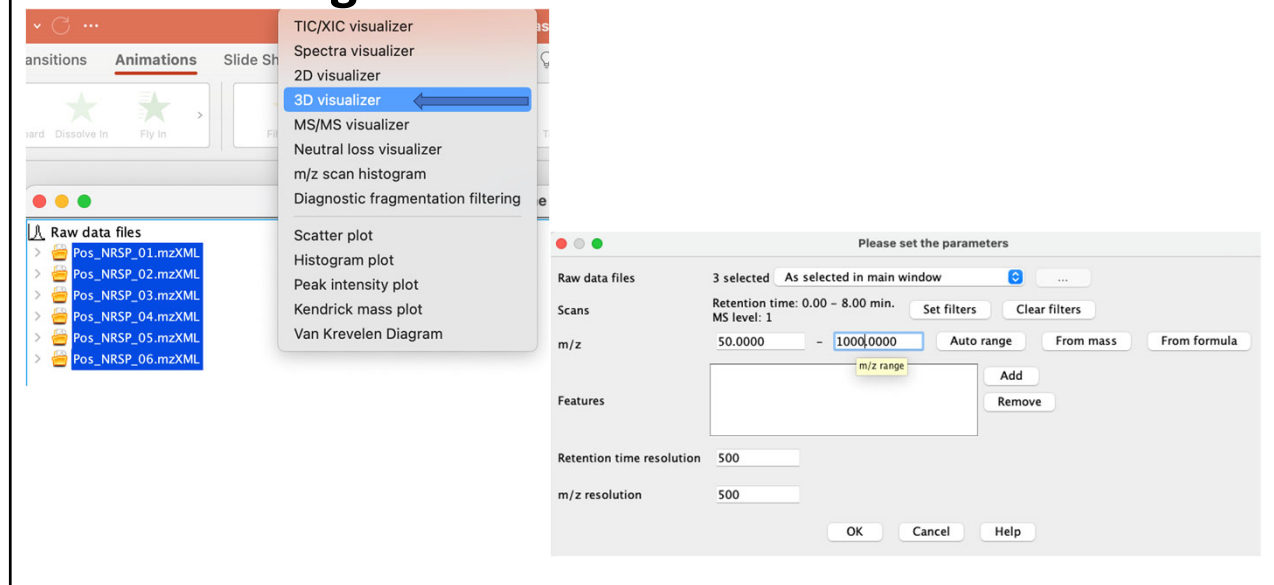 TIC/XIC visualizer
Spectra visualizer
ansitions Animations Slide Sh
2D visualizer
3D visualizer
MS/MS visualizer
Dissolve In Fly In
Neutral loss visualizer
m/z scan histogram
Diagnostic fragmentation filtering
Scatter plot
Histogram plot
Peak intensity plot
Kendrick mass plot
Van Krevelen Diagram
Raw data files
Pos_NRSP_01.mzXML
Pos_NRSP_02.mzXML
Pos_NRSP_03.mzXML
Pos_NRSP_04.mzXML
Pos_NRSP_05.mzXML
Pos_NRSP_06.mzXML
Please set the parameters
Raw data files 3 selected As selected in main window ...
Scans Retention time: 0.00 – 8.00 min. Set filters Clear filters
MS level: 1
m/z 50.0000 – 1000.0000 Auto range From mass From formula
m/z range
Features Add
Remove
Retention time resolution 500
m/z resolution 500
OK Cancel Help